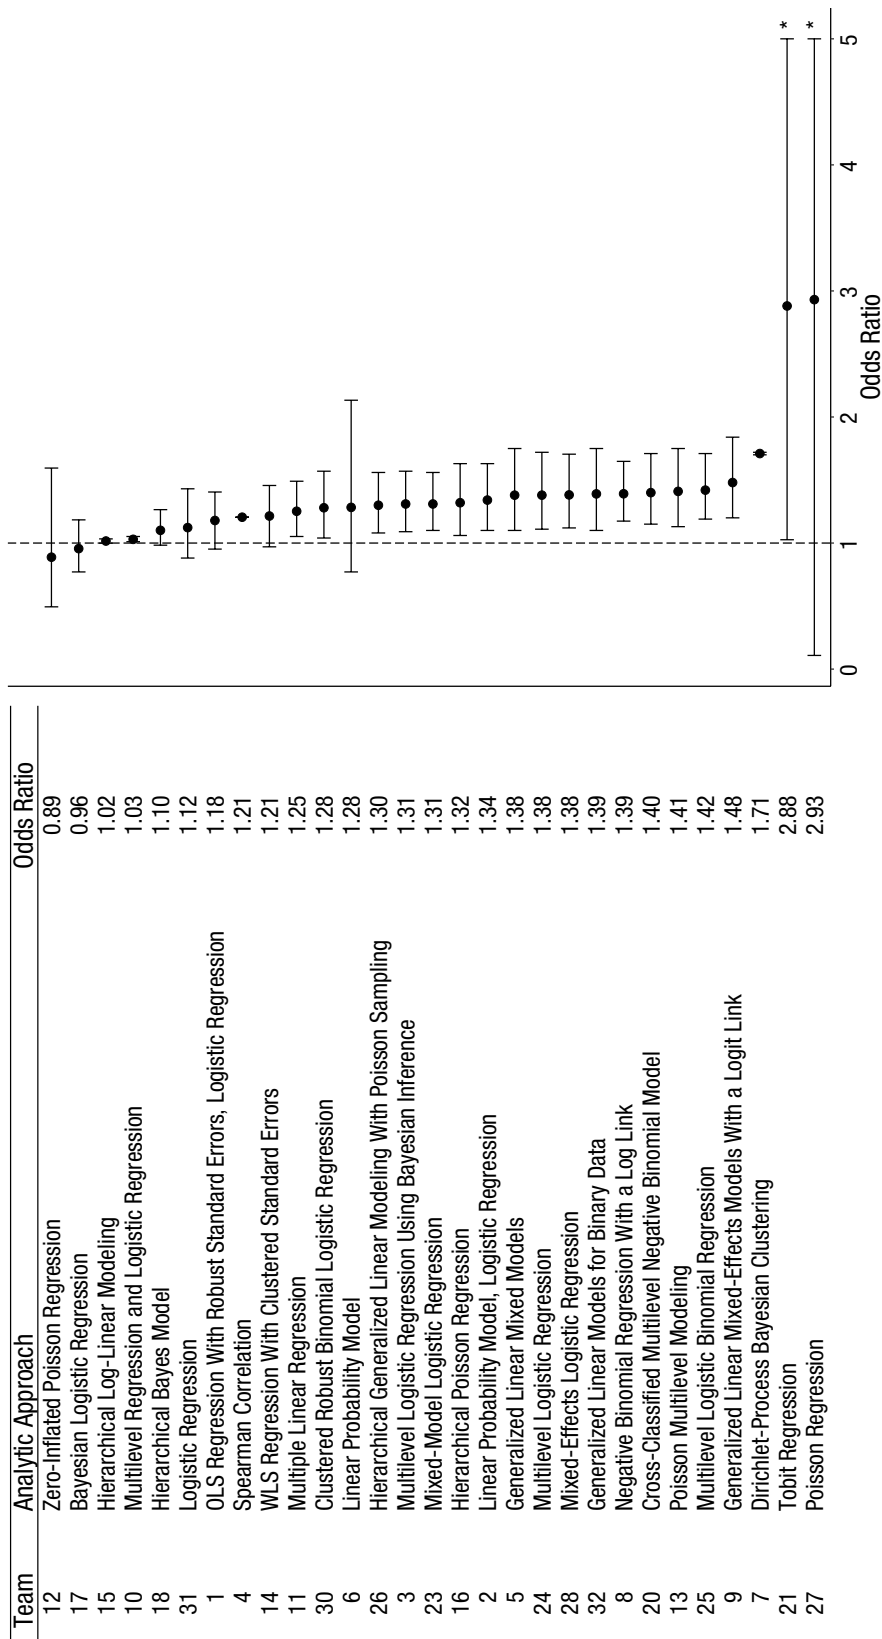 Team Analytic Approach Odds Ratio
12 Zero-Inflated Poisson Regression 0.89
17 Bayesian Logistic Regression 0.96
15 Hierarchical Log-Linear Modeling 1.02
10 Multilevel Regression and Logistic Regression 1.03
18 Hierarchical Bayes Model 1.10
31 Logistic Regression 1.12
1 OLS Regression With Robust Standard Errors, Logistic Regression 1.18
4 Spearman Correlation 1.21
14 WLS Regression With Clustered Standard Errors 1.21
11 Multiple Linear Regression 1.25
30 Clustered Robust Binomial Logistic Regression 1.28
6 Linear Probability Model 1.28
26 Hierarchical Generalized Linear Modeling With Poisson Sampling 1.30
3 Multilevel Logistic Regression Using Bayesian Inference 1.31
23 Mixed-Model Logistic Regression 1.31
16 Hierarchical Poisson Regression 1.32
2 Linear Probability Model, Logistic Regression 1.34
5 Generalized Linear Mixed Models 1.38
24 Multilevel Logistic Regression 1.38
28 Mixed-Effects Logistic Regression 1.38
32 Generalized Linear Models for Binary Data 1.39
8 Negative Binomial Regression With a Log Link 1.39
20 Cross-Classified Multilevel Negative Binomial Model 1.40
13 Poisson Multilevel Modeling 1.41
25 Multilevel Logistic Binomial Regression 1.42
9 Generalized Linear Mixed-Effects Models With a Logit Link 1.48
7 Dirichlet-Process Bayesian Clustering 1.71
21 Tobit Regression 2.88 *
27 Poisson Regression 2.93 *
0 1 2 3 4 5
Odds Ratio